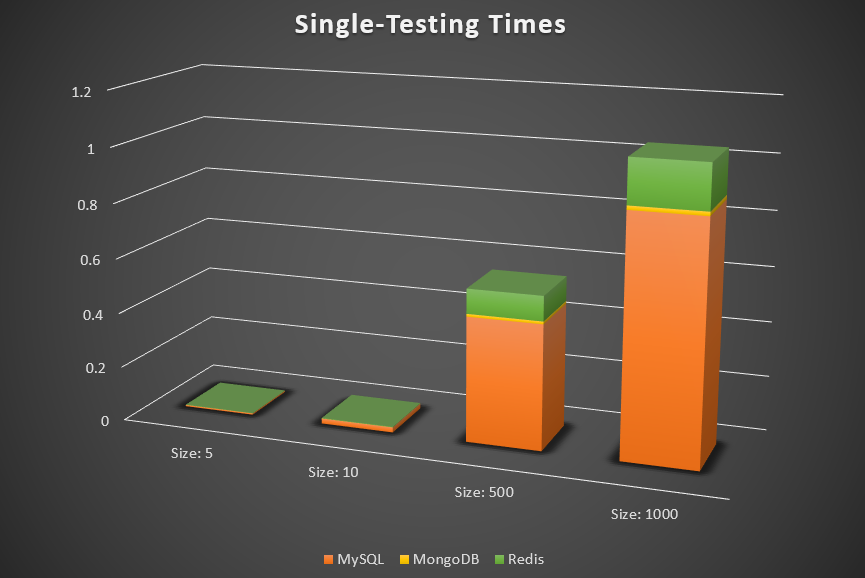 Single-Testing Times
1.2
1
0.8
0.6
0.4
0.2
0
Size: 5
Size: 10
Size: 500
Size: 1000
MySQL MongoDB Redis